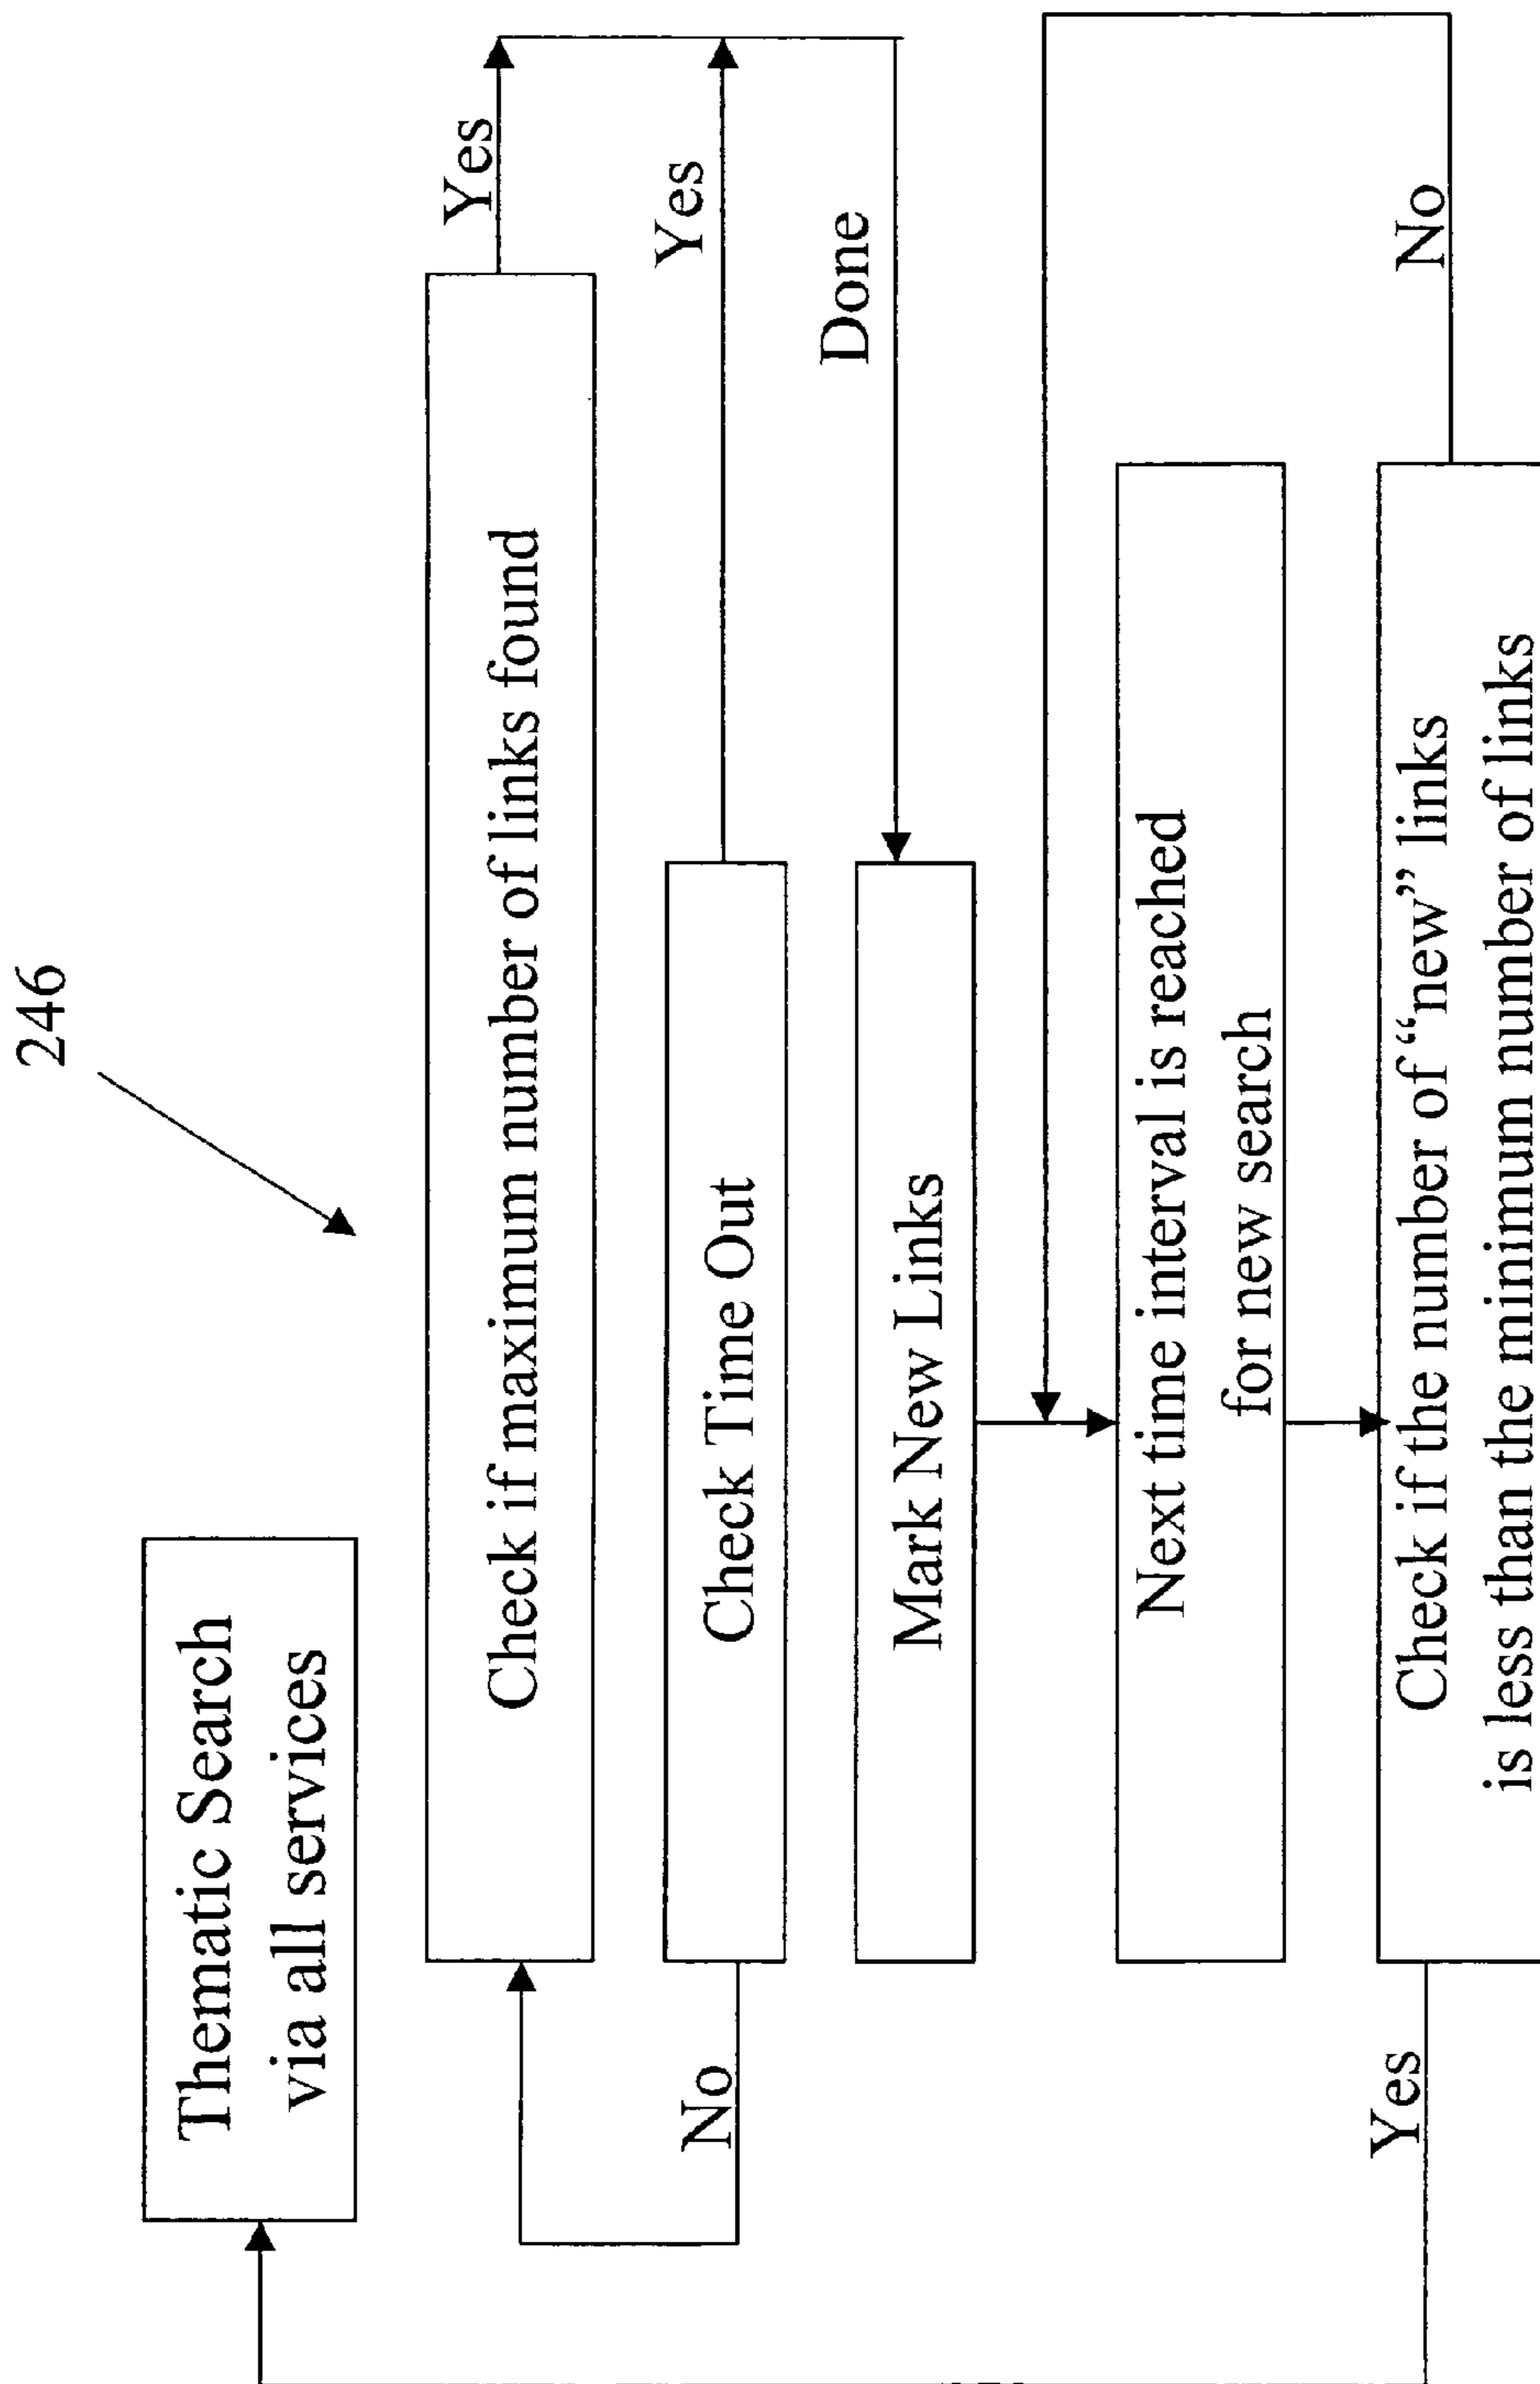 246
Thematic Search
via all services
Check if maximum number of links found
Yes
Check Time Out
Yes
No
Mark New Links
Done
Next time interval is reached
for new search
Check if the number of “new” links
is less than the minimum number of links
Yes
No